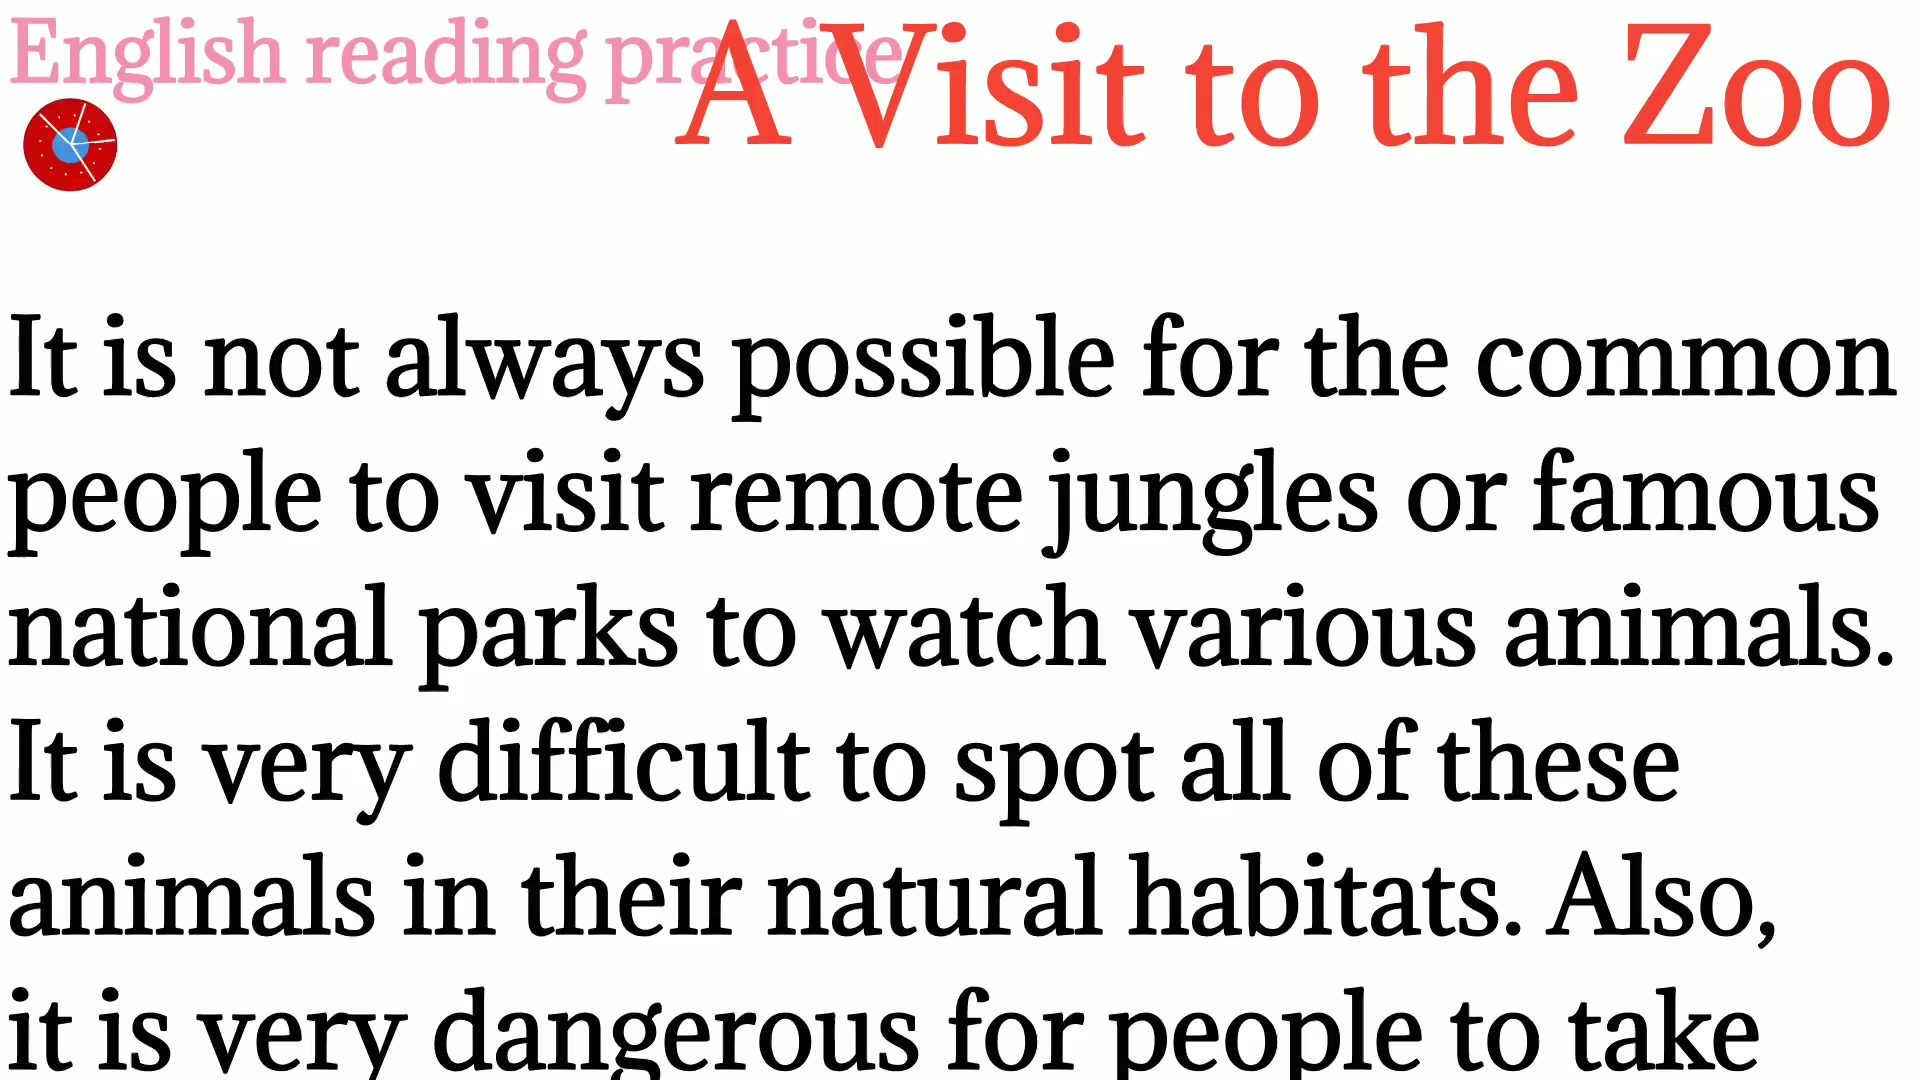 English reading practice
A Visit to the Zoo
It is not always possible for the common
people to visit remote jungles or famous
national parks to watch various animals.
It is very difficult to spot all of these
animals in their natural habitats. Also,
it is very dangerous for people to take